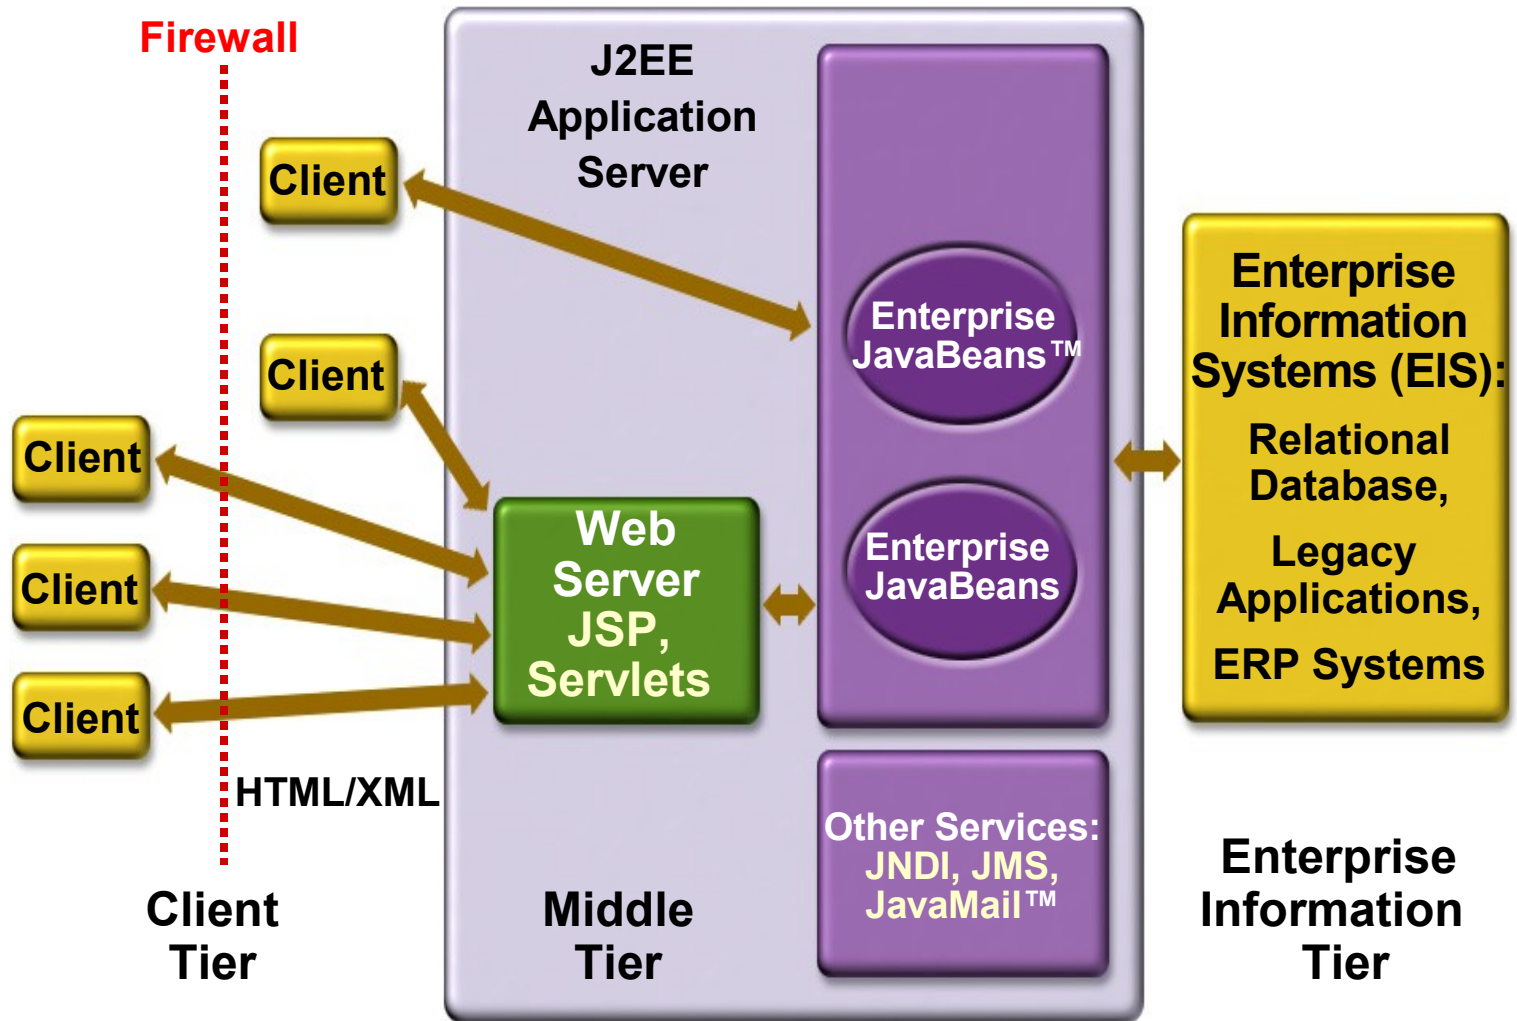 Firewall
J2EE
Application
Server
Client
Client
Client
Client
Client
HTML/XML
Web
Server
JSP,
Servlets
Enterprise
JavaBeans™
Enterprise
JavaBeans
Other Services:
JNDI, JMS,
JavaMail™
Enterprise
Information
Systems (EIS):
Relational
Database,
Legacy
Applications,
ERP Systems
Client
Tier
Middle
Tier
Enterprise
Information
Tier